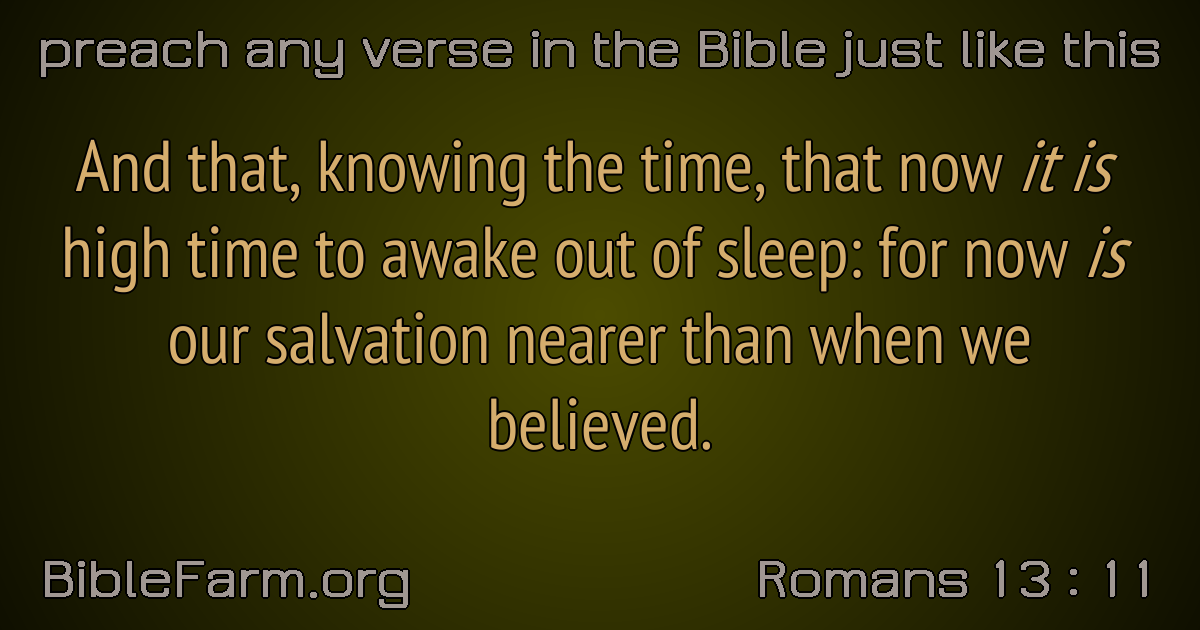 preach any verse in the Bible just like this
And that, knowing the time, that now it is
high time to awake out of sleep: for now is
our salvation nearer than when we
believed.
BibleFarm.org
Romans 13 : 11